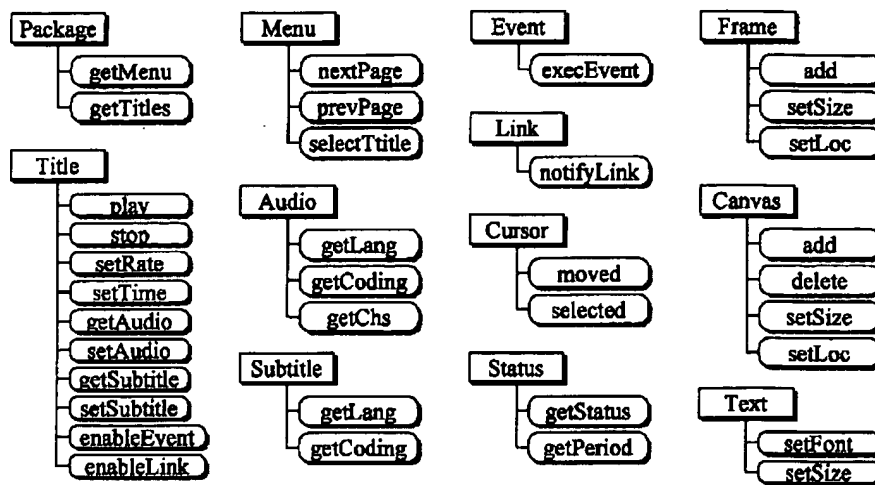 Package
getMenu
getTitles
Title
play
stop
setRate
setTime
getAudio
setAudio
getSubtitle
setSubtitle
enableEvent
enableLink
Menu
nextPage
prevPage
selectTtitle
Audio
getLang
getCoding
getChs
Subtitle
getLang
getCoding
Event
execEvent
Link
notifyLink
Cursor
moved
selected
Status
getStatus
getPeriod
Frame
add
setSize
setLoc
Canvas
add
delete
setSize
setLoc
Text
setFont
setSize